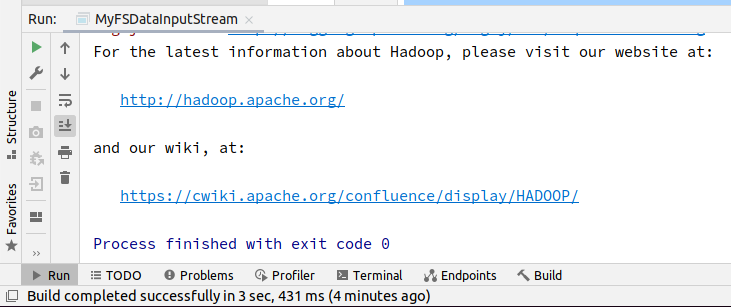 Run: MyFSDataInputStream
For the latest information about Hadoop, please visit our website at:
http://hadoop.apache.org/
and our wiki, at:
https://cwiki.apache.org/confluence/display/HADOOP/
Process finished with exit code 0
Structure
Favorites
Run TODO Problems Profiler Terminal Endpoints Build
Build completed successfully in 3 sec, 431 ms (4 minutes ago)